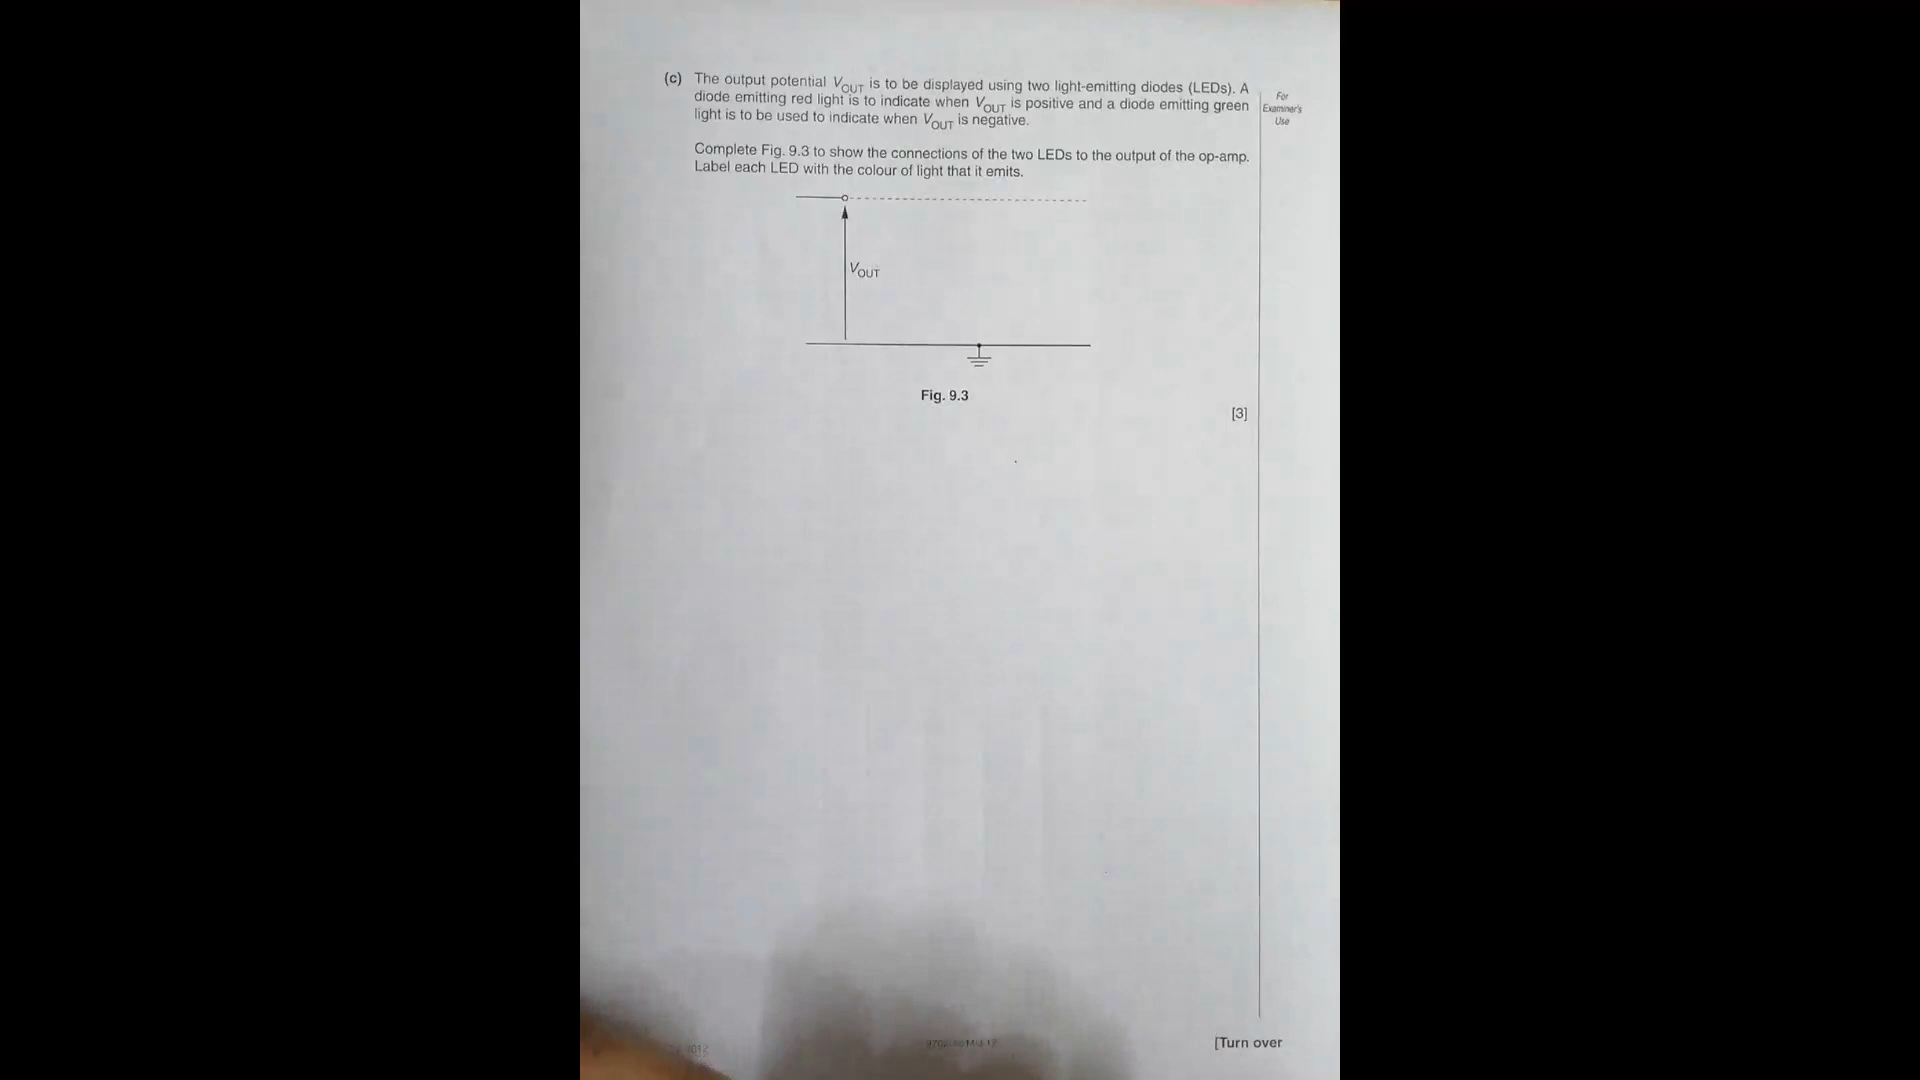 (c) The output potential VOUT is to be displayed using two light-emitting diodes (LEDs). A
diode emitting red light is to indicate when VOUT is positive and a diode emitting green
light is to be used to indicate when VOUT is negative.
For
Examiner's
Use
Complete Fig. 9.3 to show the connections of the two LEDs to the output of the op-amp.
Label each LED with the colour of light that it emits.
VOUT
Fig. 9.3
[3]
[Turn over